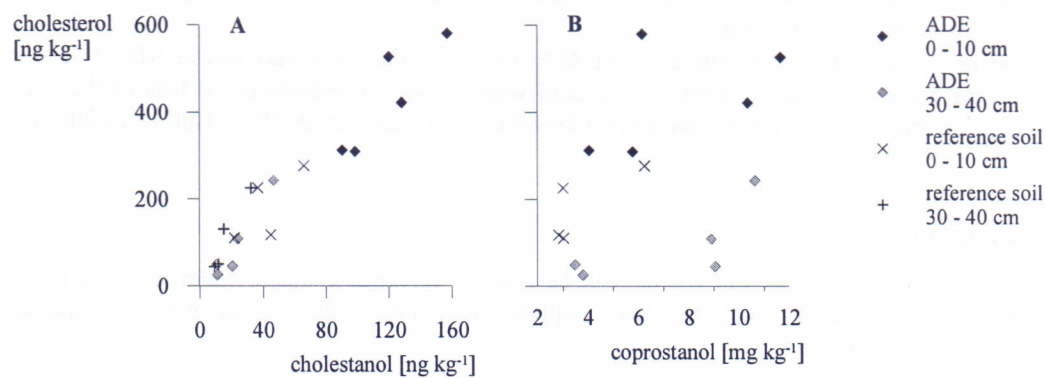 cholesterol
[ng kg⁻¹]
600
400
200
0
A
0 40 80 120 160
cholestanol [ng kg⁻¹]
B
2 4 6 8 10 12
coprostanol [mg kg⁻¹]
ADE
0 - 10 cm
ADE
30 - 40 cm
reference soil
0 - 10 cm
reference soil
30 - 40 cm